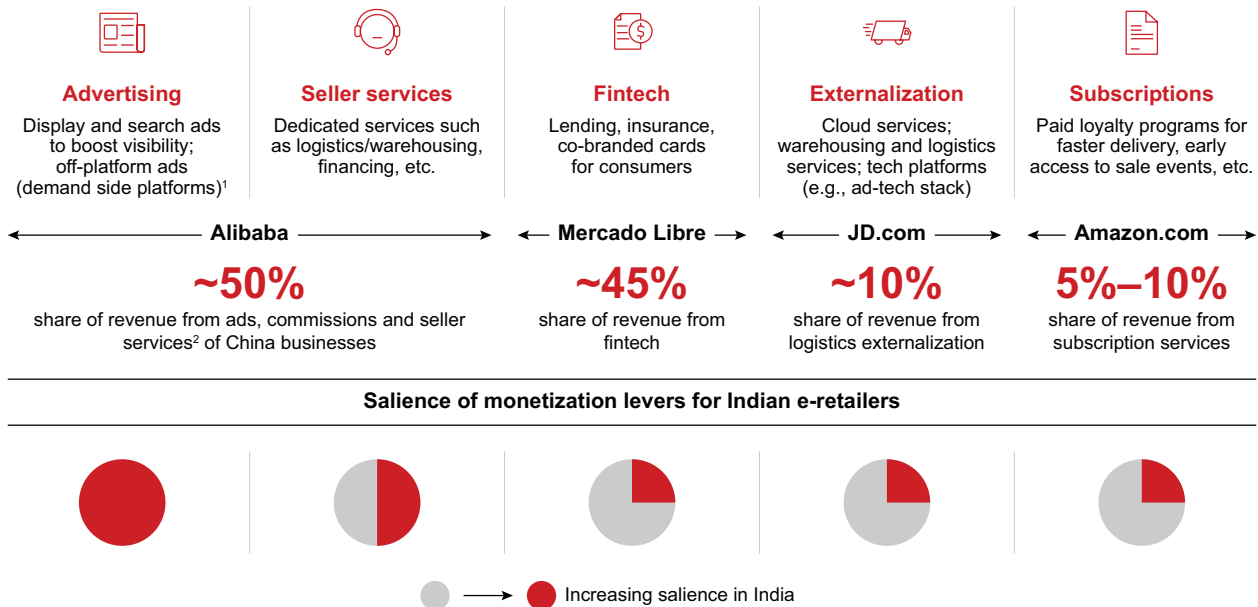 Advertising
Display and search ads
to boost visibility;
off-platform ads
(demand side platforms)¹
Seller services
Dedicated services such
as logistics/warehousing,
financing, etc.
Fintech
Lending, insurance,
co-branded cards
for consumers
Externalization
Cloud services;
warehousing and logistics
services; tech platforms
(e.g., ad-tech stack)
Subscriptions
Paid loyalty programs for
faster delivery, early
access to sale events, etc.
Alibaba
~50%
share of revenue from ads, commissions and seller
services² of China businesses
Mercado Libre
~45%
share of revenue from
fintech
JD.com
~10%
share of revenue from
logistics externalization
Amazon.com
5%–10%
share of revenue from
subscription services
Salience of monetization levers for Indian e-retailers
Increasing salience in India